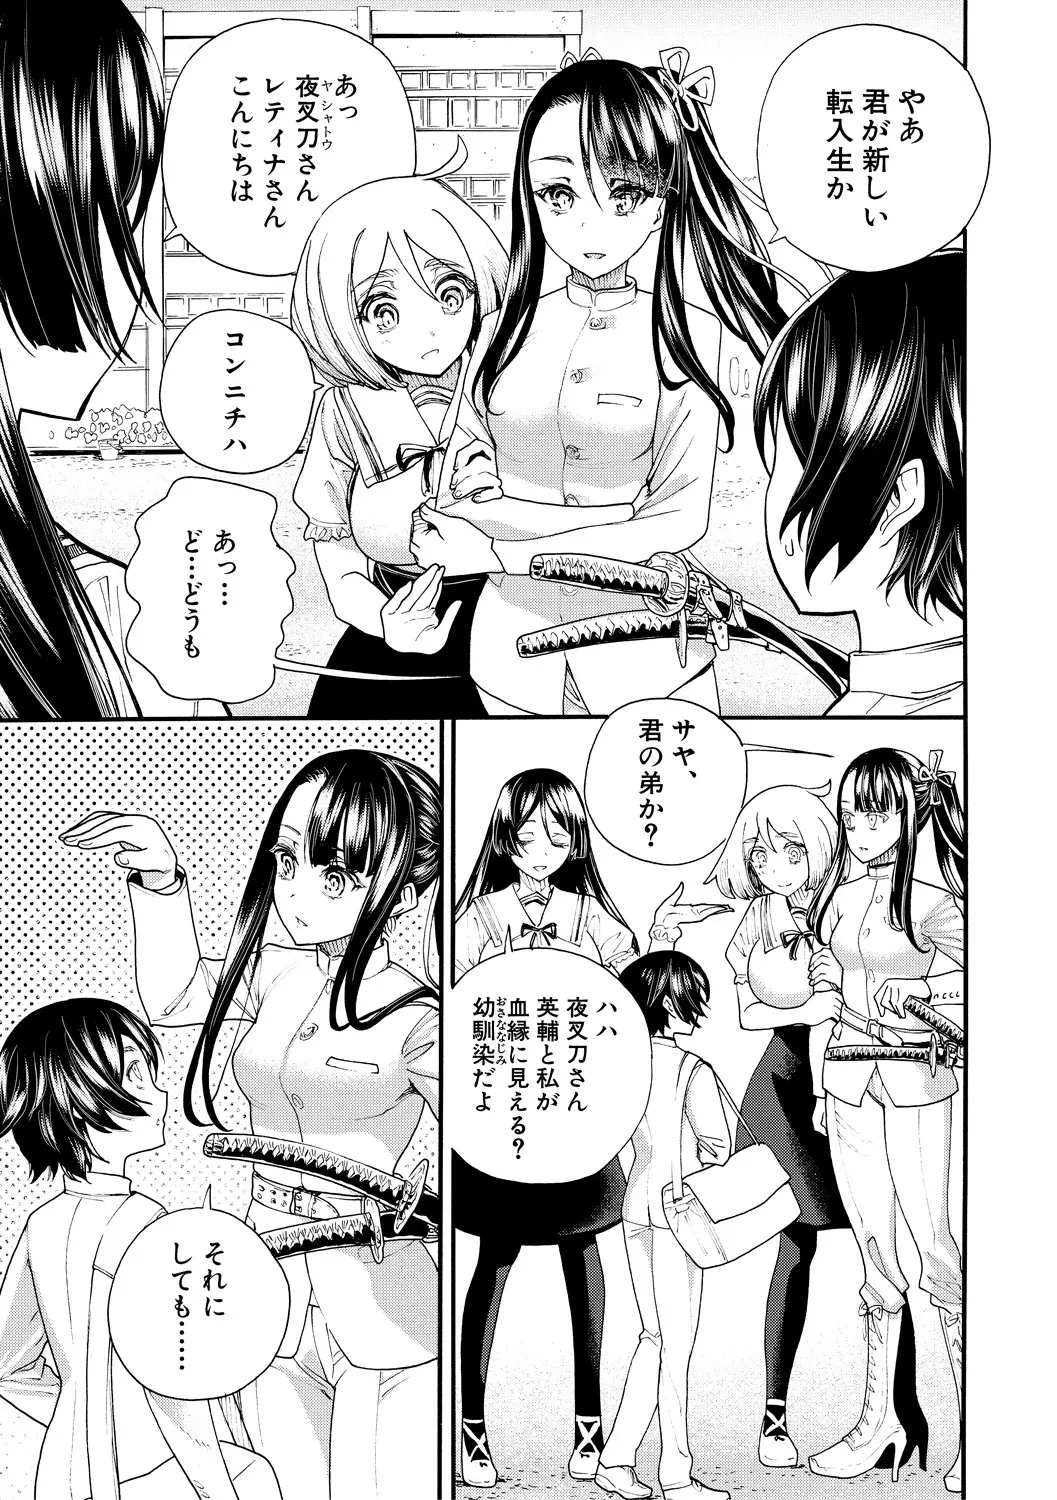 やあ
君が新しい
転入生か
あっ
夜叉刀さん
ヤシャトウ
レティナさん
こんにちは
コンニチハ
あっ…
ど…どうも
サヤ、
君の弟か?
ハハ
夜叉刀さん
英輔と私が
血縁に見える?
幼馴染だよ
おさななじみ
それに
しても……